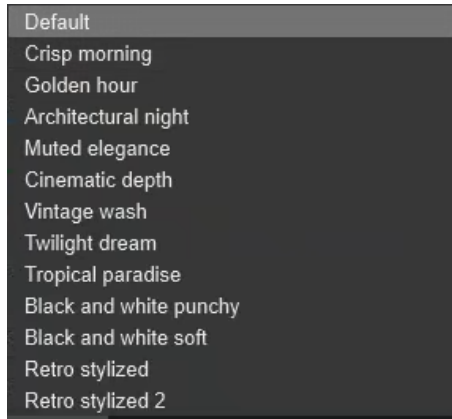 Default
Crisp morning
Golden hour
Architectural night
Muted elegance
Cinematic depth
Vintage wash
Twilight dream
Tropical paradise
Black and white punchy
Black and white soft
Retro stylized
Retro stylized 2